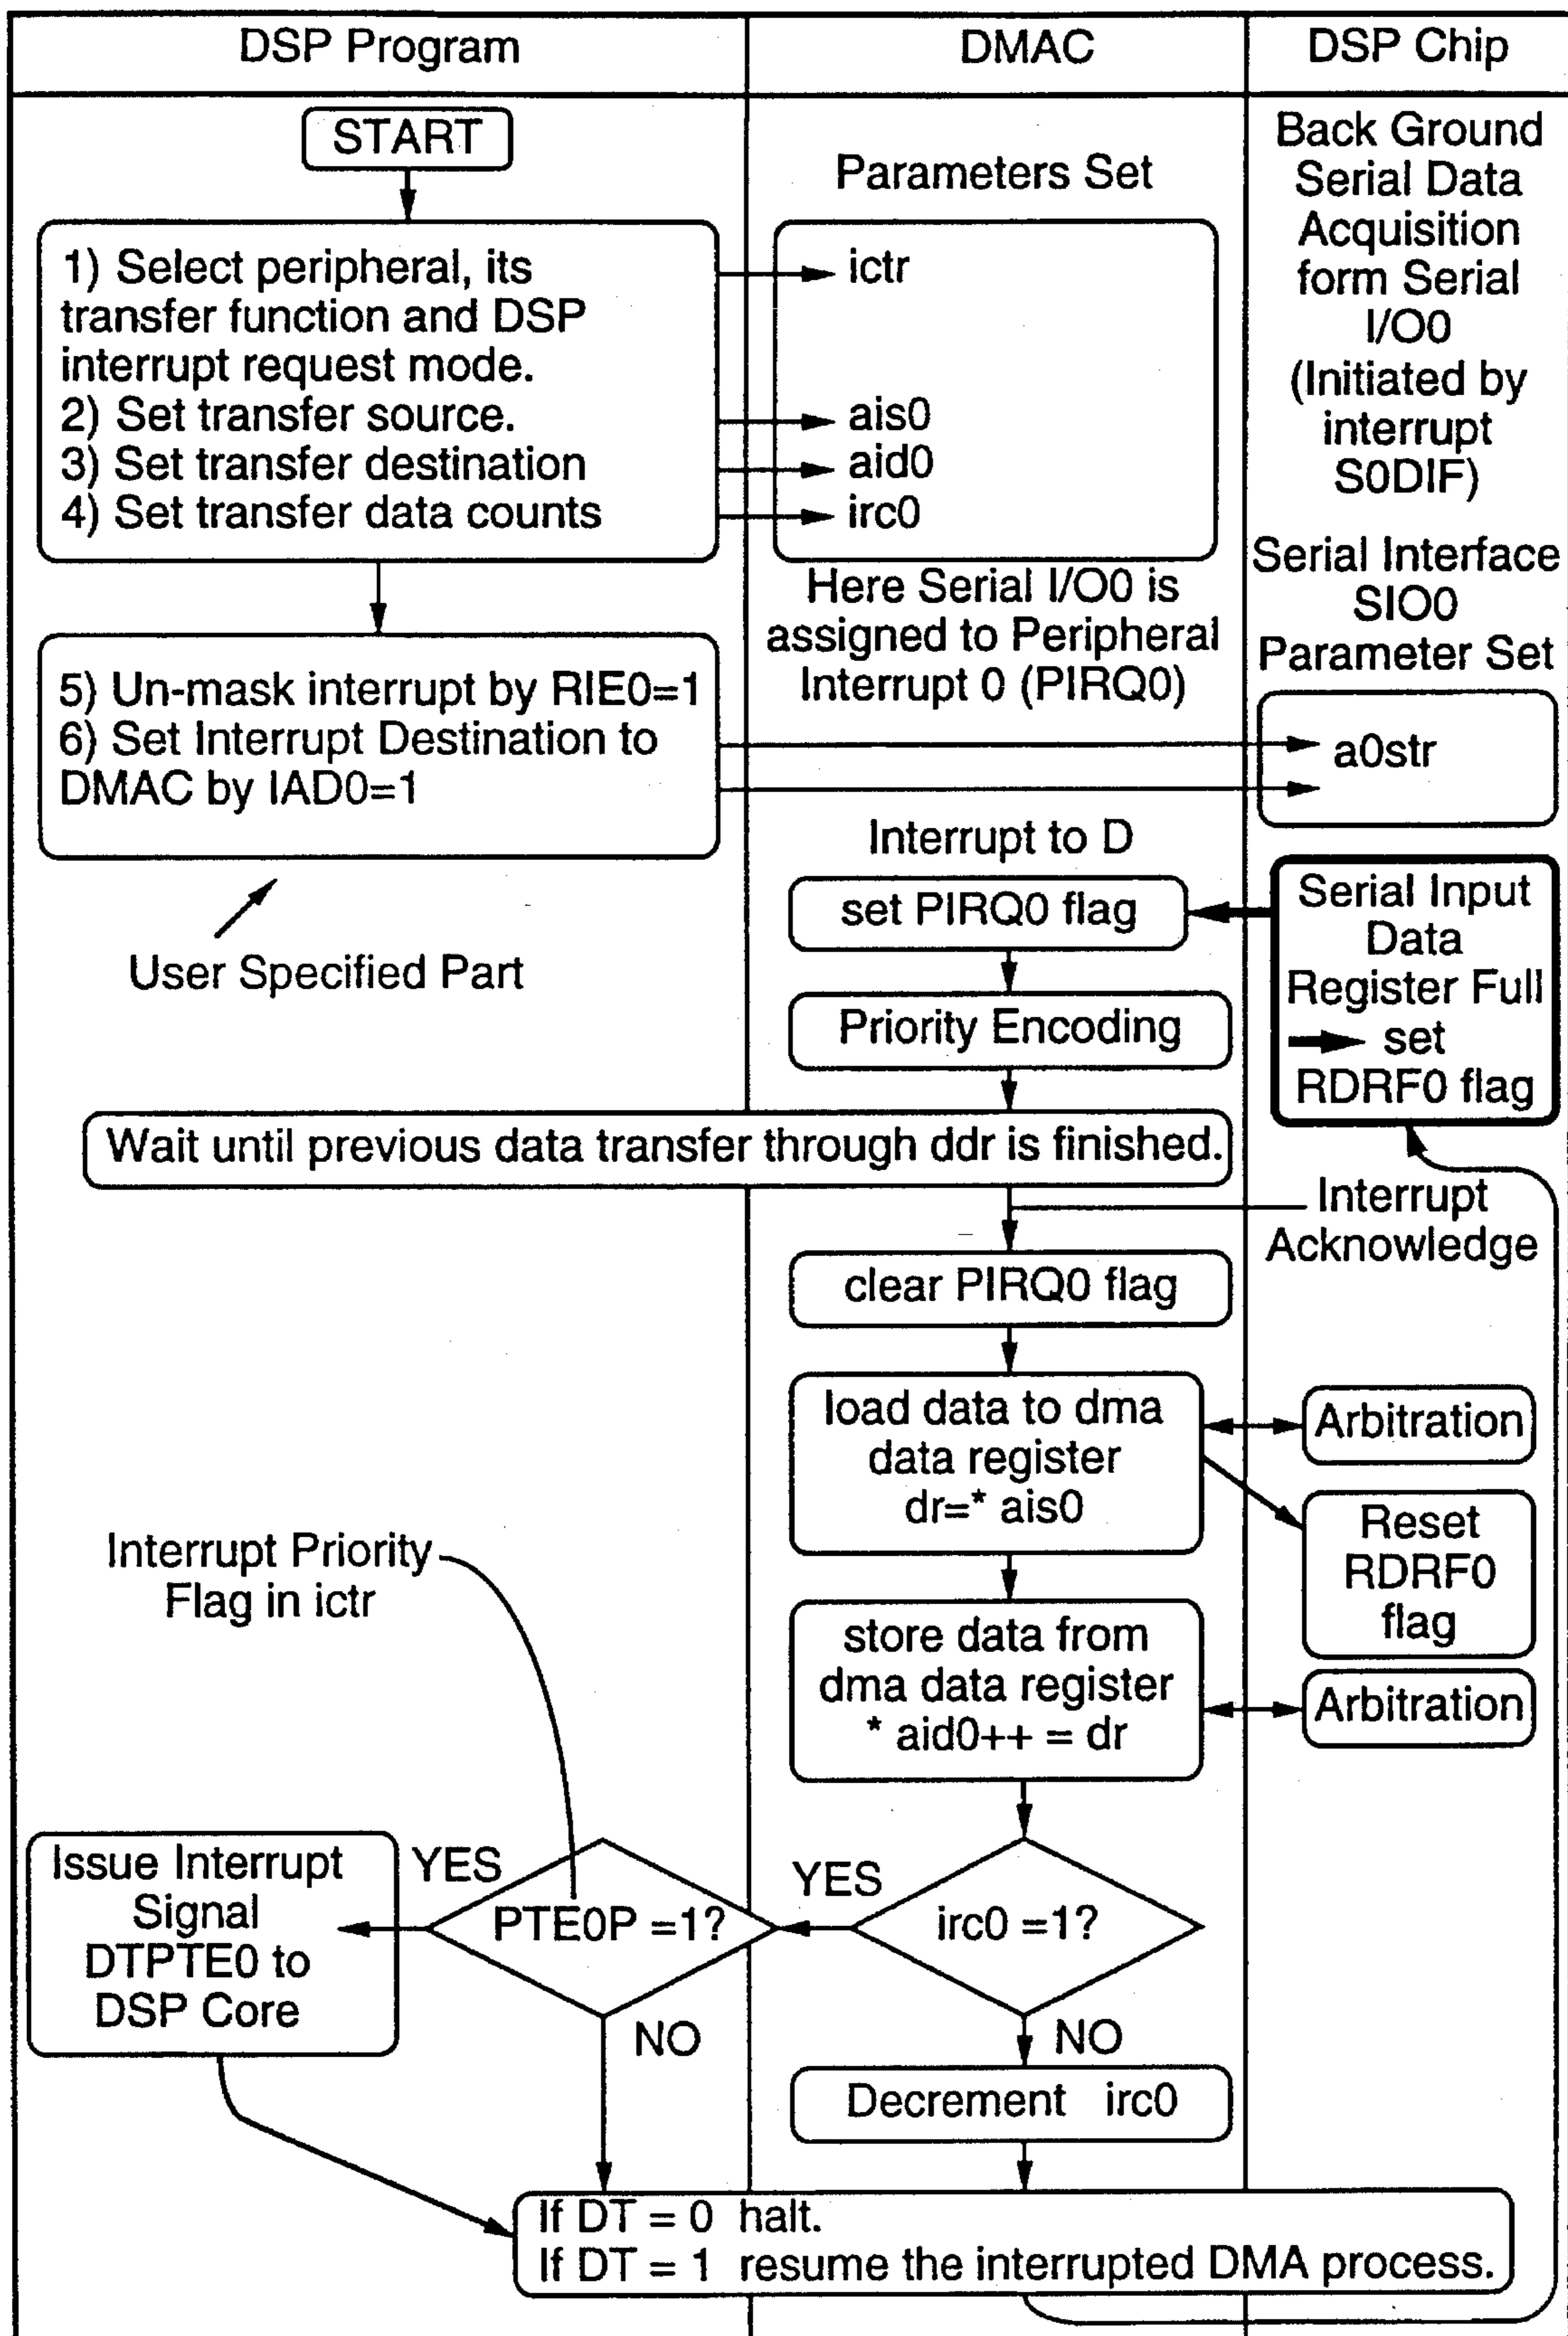 DSP Program
DMAC
DSP Chip
START
1) Select peripheral, its
transfer function and DSP
interrupt request mode.
2) Set transfer source.
3) Set transfer destination
4) Set transfer data counts
Parameters Set
ictr
ais0
aid0
irc0
Here Serial I/O0 is
assigned to Peripheral
Interrupt 0 (PIRQ0)
Back Ground
Serial Data
Acquisition
form Serial
I/O0
(Initiated by
interrupt
S0DIF)
Serial Interface
SIO0
Parameter Set
a0str
5) Un-mask interrupt by RIE0=1
6) Set Interrupt Destination to
DMAC by IAD0=1
User Specified Part
Interrupt to D
set PIRQ0 flag
Serial Input
Data
Register Full
set
RDRF0 flag
Priority Encoding
Wait until previous data transfer through ddr is finished.
Interrupt
Acknowledge
clear PIRQ0 flag
load data to dma
data register
dr=* ais0
Arbitration
Reset
RDRF0
flag
Interrupt Priority
Flag in ictr
store data from
dma data register
* aid0++ = dr
Arbitration
irc0 =1?
YES
NO
PTE0P =1?
YES
NO
Issue Interrupt
Signal
DTPTE0 to
DSP Core
Decrement irc0
If DT = 0 halt.
If DT = 1 resume the interrupted DMA process.